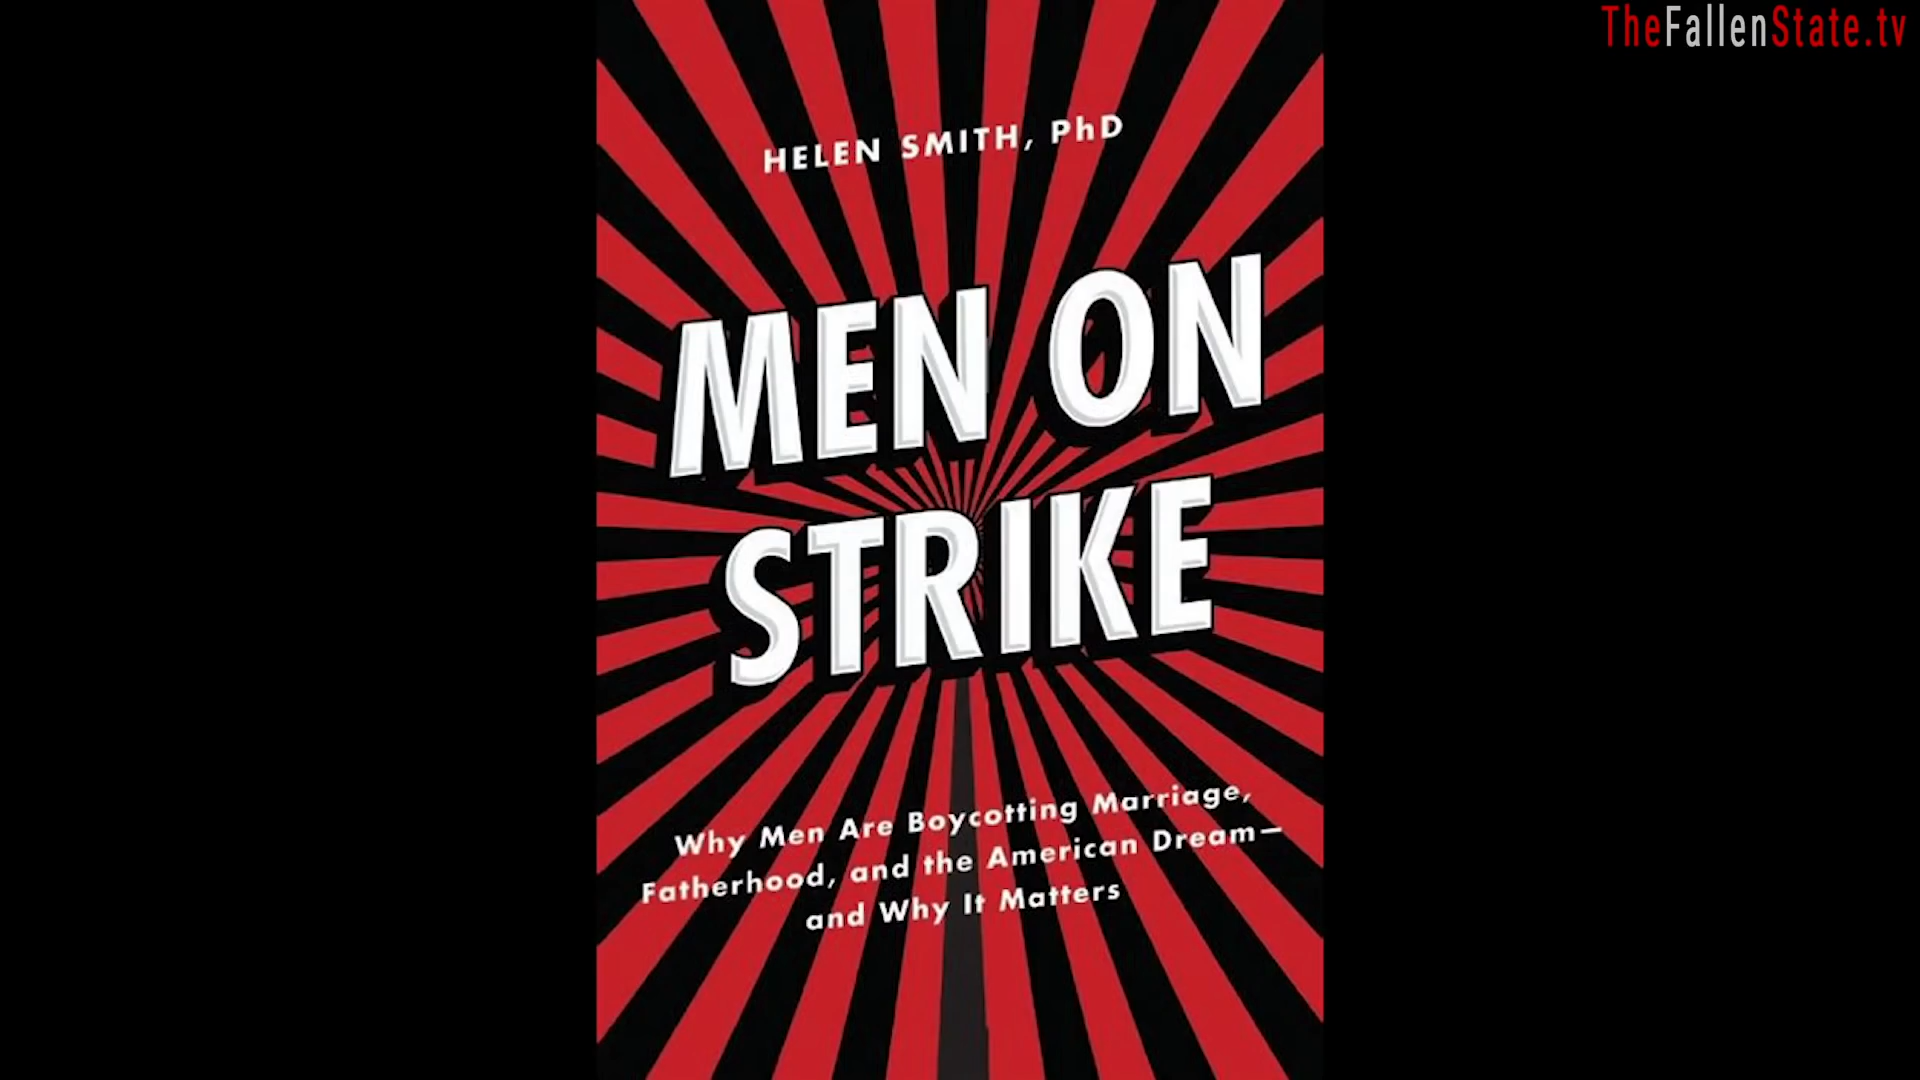 TheFallenState.tv
HELEN SMITH, PhD
MEN ON
STRIKE
Why Men Are Boycotting Marriage,
Fatherhood, and the American Dream—
and Why It Matters